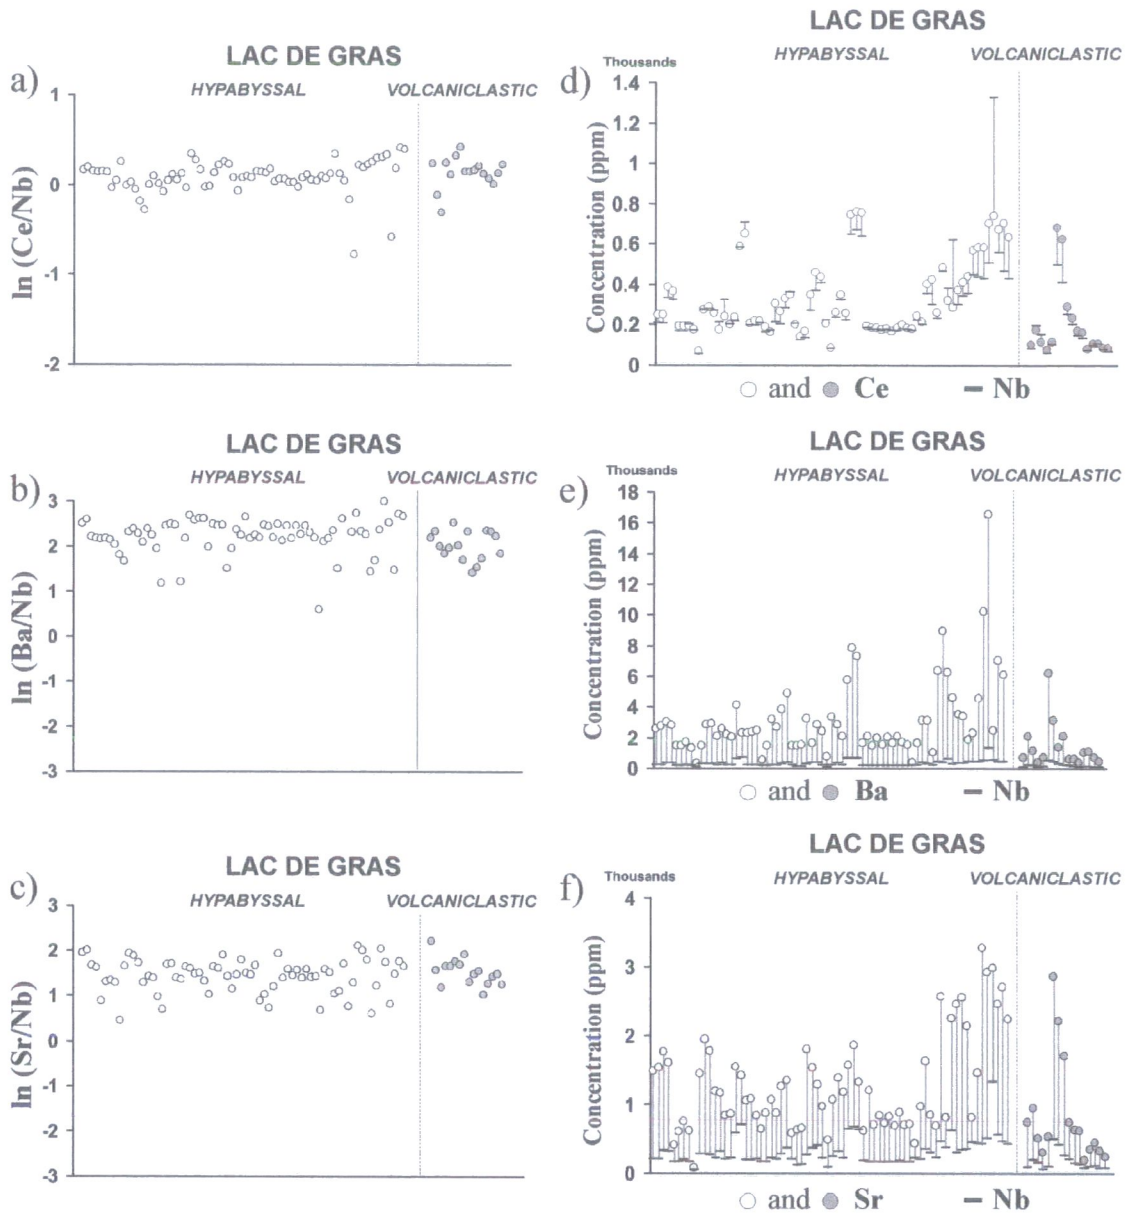 LAC DE GRAS
a)
HYPABYSSAL
VOLCANICLASTIC
ln (Ce/Nb)
1
0
-1
-2
LAC DE GRAS
d)
Thousands
HYPABYSSAL
VOLCANICLASTIC
Concentration (ppm)
1.4
1.2
1
0.8
0.6
0.4
0.2
0
and Ce
Nb
LAC DE GRAS
b)
HYPABYSSAL
VOLCANICLASTIC
ln (Ba/Nb)
3
2
1
0
-1
-2
-3
LAC DE GRAS
e)
Thousands
HYPABYSSAL
VOLCANICLASTIC
Concentration (ppm)
18
16
14
12
10
8
6
4
2
0
and Ba
Nb
LAC DE GRAS
c)
HYPABYSSAL
VOLCANICLASTIC
ln (Sr/Nb)
3
2
1
0
-1
-2
-3
LAC DE GRAS
f)
Thousands
HYPABYSSAL
VOLCANICLASTIC
Concentration (ppm)
4
3
2
1
0
and Sr
Nb